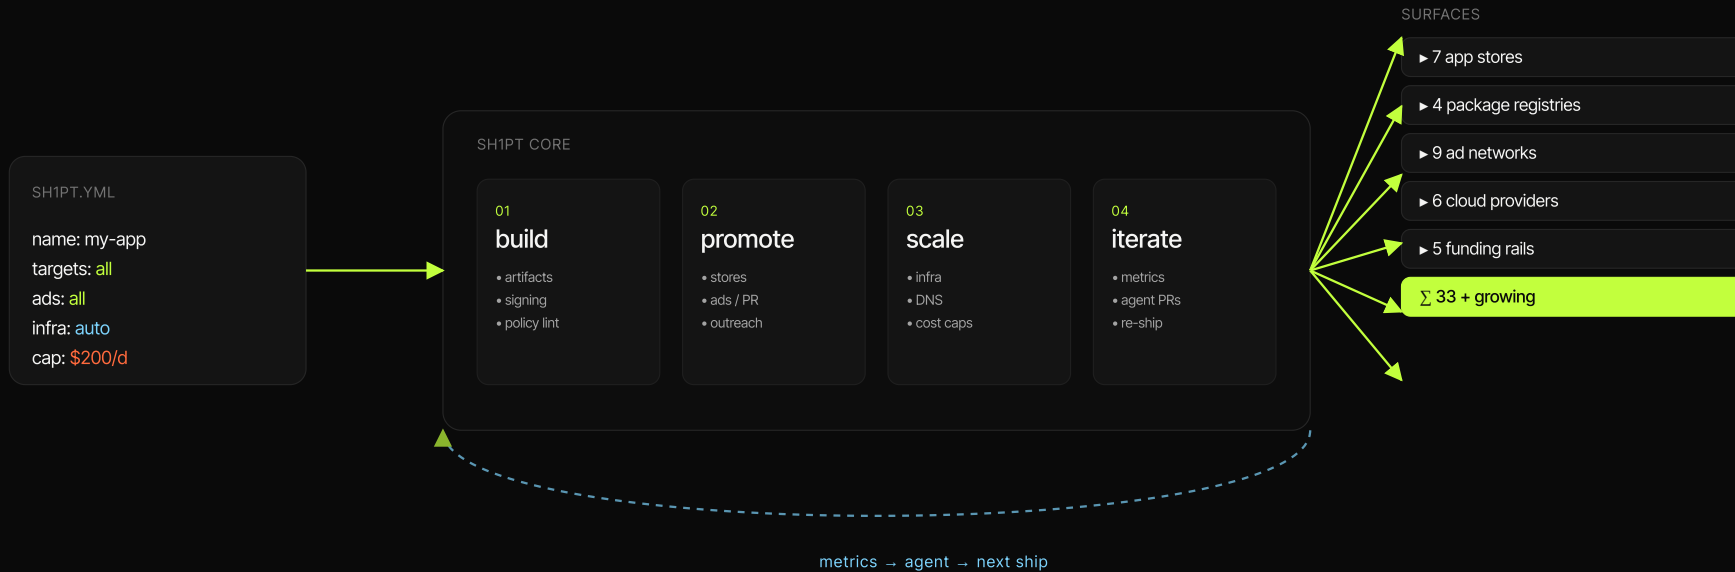 SH1PT.YML
name: my-app
targets: all
ads: all
infra: auto
cap: $200/d
SH1PT CORE
01
build
• artifacts
• signing
• policy lint
02
promote
• stores
• ads / PR
• outreach
03
scale
• infra
• DNS
• cost caps
04
iterate
• metrics
• agent PRs
• re-ship
SURFACES
▸ 7 app stores
▸ 4 package registries
▸ 9 ad networks
▸ 6 cloud providers
▸ 5 funding rails
∑ 33 + growing
metrics → agent → next ship